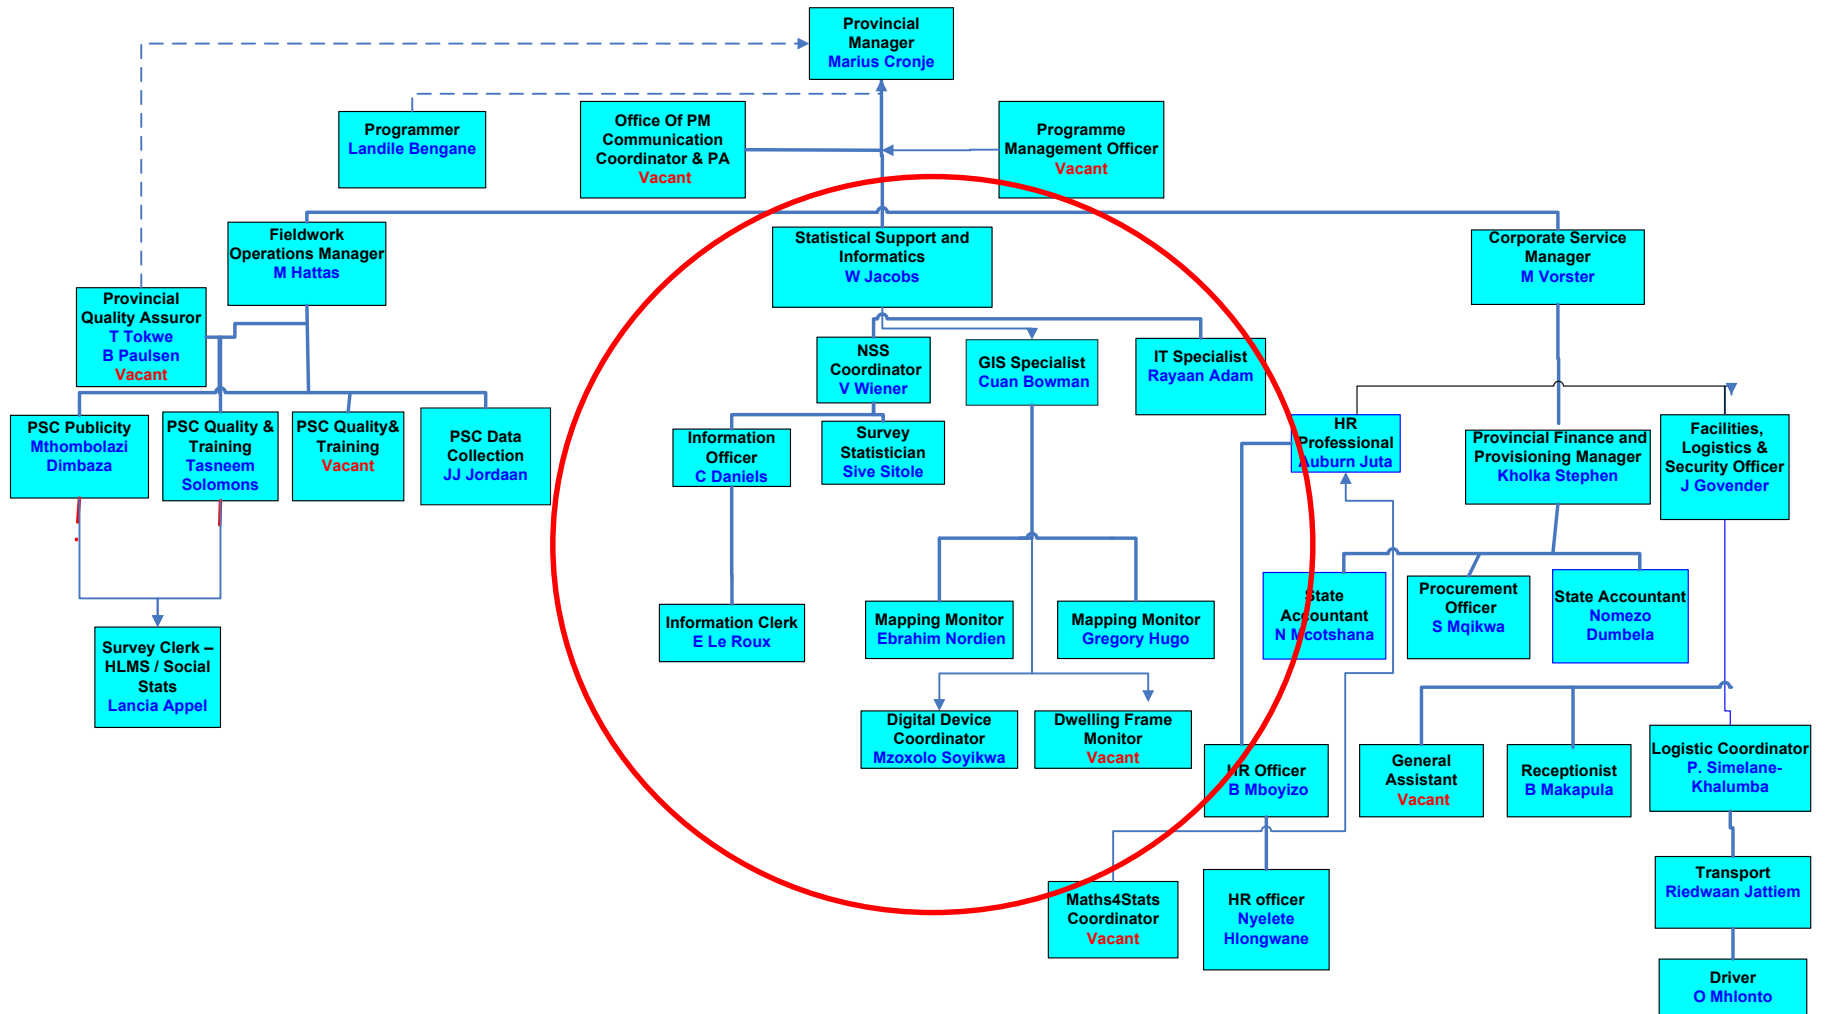 Provincial
Manager
Marius Cronje
Programmer
Landile Bengane
Office Of PM
Communication
Coordinator & PA
Vacant
Programme
Management Officer
Vacant
Fieldwork
Operations Manager
M Hattas
Statistical Support and
Informatics
W Jacobs
Corporate Service
Manager
M Vorster
Provincial
Quality Assuror
T Tokwe
B Paulsen
Vacant
NSS
Coordinator
V Wiener
GIS Specialist
Cuan Bowman
IT Specialist
Rayaan Adam
PSC Publicity
Mthombolazi
Dimbaza
PSC Quality &
Training
Tasneem
Solomons
PSC Quality&
Training
Vacant
PSC Data
Collection
JJ Jordaan
Information
Officer
C Daniels
Survey
Statistician
Sive Sitole
HR
Professional
Auburn Juta
Provincial Finance and
Provisioning Manager
Kholka Stephen
Facilities,
Logistics &
Security Officer
J Govender
Information Clerk
E Le Roux
Mapping Monitor
Ebrahim Nordien
Mapping Monitor
Gregory Hugo
State
Accountant
N Mcotshana
Procurement
Officer
S Mqikwa
State Accountant
Nomezo
Dumbela
Survey Clerk –
HLMS / Social
Stats
Lancia Appel
Digital Device
Coordinator
Mzoxolo Soyikwa
Dwelling Frame
Monitor
Vacant
HR Officer
B Mboyizo
General
Assistant
Vacant
Receptionist
B Makapula
Logistic Coordinator
P. Simelane-
Khalumba
Maths4Stats
Coordinator
Vacant
HR officer
Nyelete
Hlongwane
Transport
Riedwaan Jattiem
Driver
O Mhlonto